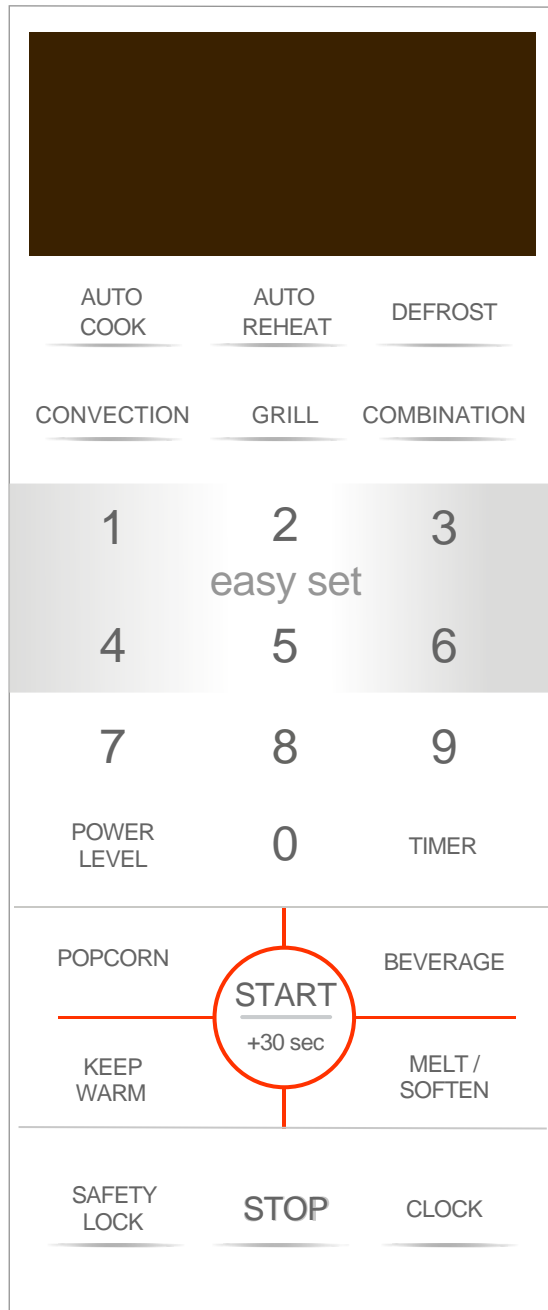 AUTO
COOK
AUTO
REHEAT
DEFROST
CONVECTION
GRILL
COMBINATION
1
2
3
easy set
4
5
6
7
8
9
POWER
LEVEL
0
TIMER
POPCORN
START
+30 sec
BEVERAGE
KEEP
WARM
MELT /
SOFTEN
SAFETY
LOCK
STOP
CLOCK